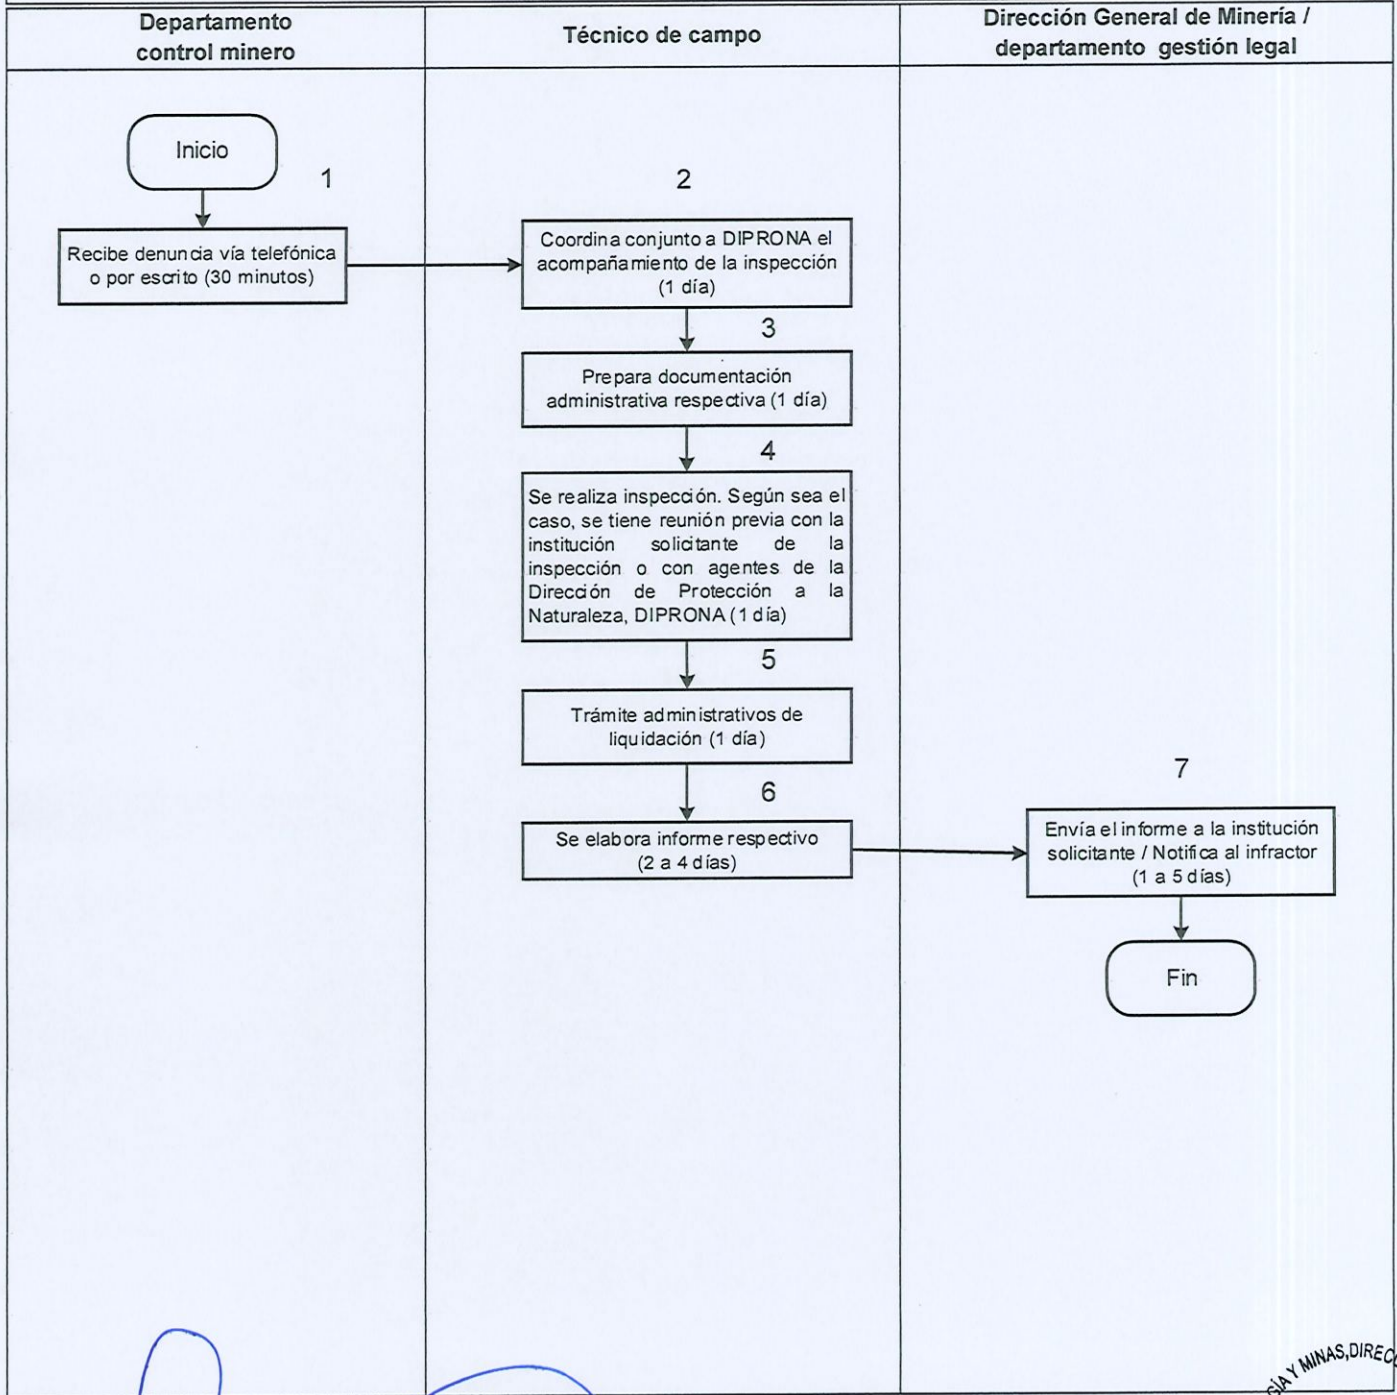 Departamento
control minero
Técnico de campo
Dirección General de Minería /
departamento gestión legal
Inicio
1
Recibe denuncia vía telefónica
o por escrito (30 minutos)
2
Coordina conjunto a DIPRONA el
acompañamiento de la inspección
(1 día)
3
Prepara documentación
administrativa respectiva (1 día)
4
Se realiza inspección. Según sea el
caso, se tiene reunión previa con la
institución solicitante de la
inspección o con agentes de la
Dirección de Protección a la
Naturaleza, DIPRONA (1 día)
5
Trámite administrativos de
liquidación (1 día)
6
Se elabora informe respectivo
(2 a 4 días)
7
Envía el informe a la institución
solicitante / Notifica al infractor
(1 a 5 días)
Fin
Y MINAS,